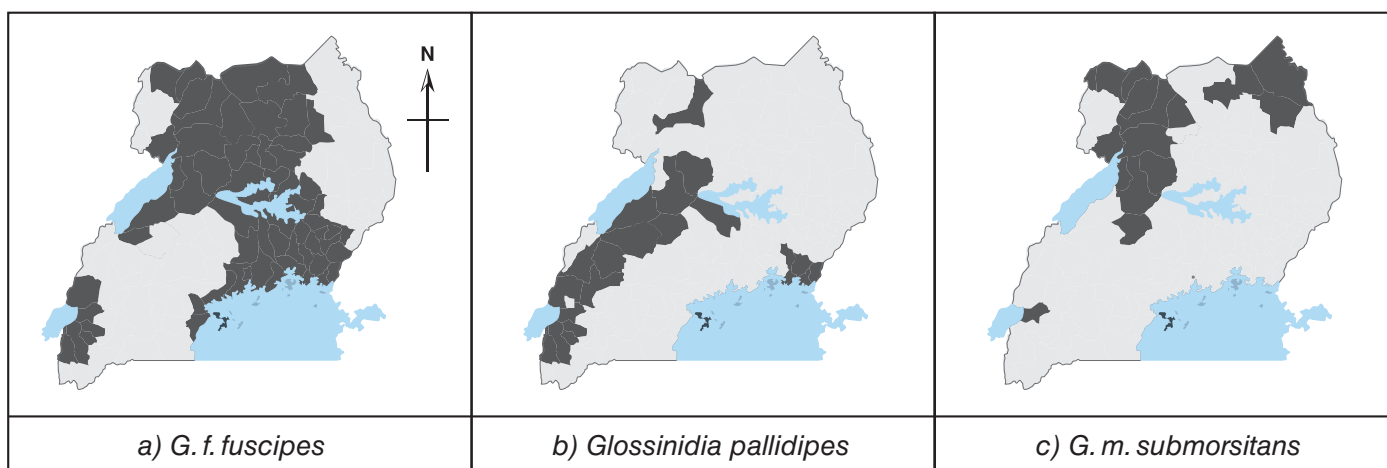 N
a) G. f. fuscipes
b) Glossinidia pallidipes
c) G. m. submorsitans